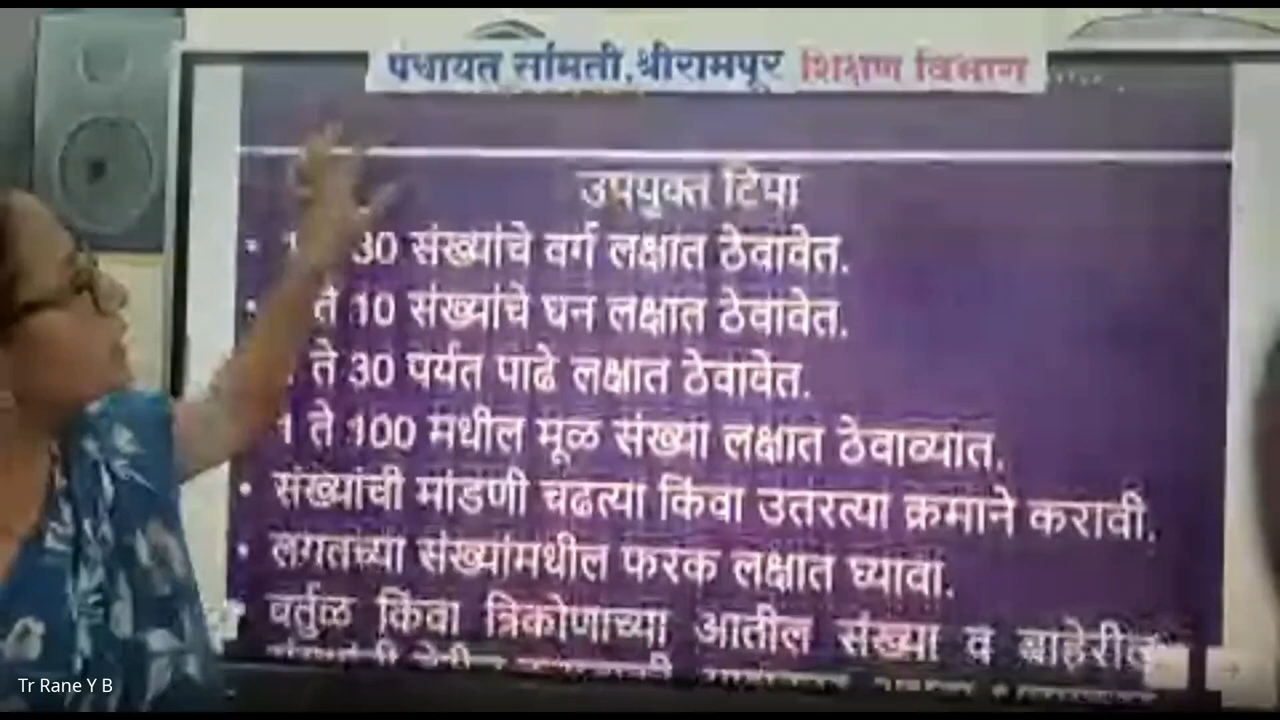 पंचायत समिती,श्रीरामपूर शिक्षण विभाग
उपयुक्त टिपा
30 संख्यांचे वर्ग लक्षात ठेवावेत.
ते 10 संख्यांचे घन लक्षात ठेवावेत.
ते 30 पर्यंत पाढे लक्षात ठेवावेत.
1 ते 100 मधील मूळ संख्या लक्षात ठेवाव्यात.
• संख्यांची मांडणी चढत्या किंवा उतरत्या क्रमाने करावी.
• लगतच्या संख्यांमधील फरक लक्षात घ्यावा.
वर्तुळ किंवा त्रिकोणाच्या आतील संख्या व बाहेरील
Tr Rane Y B